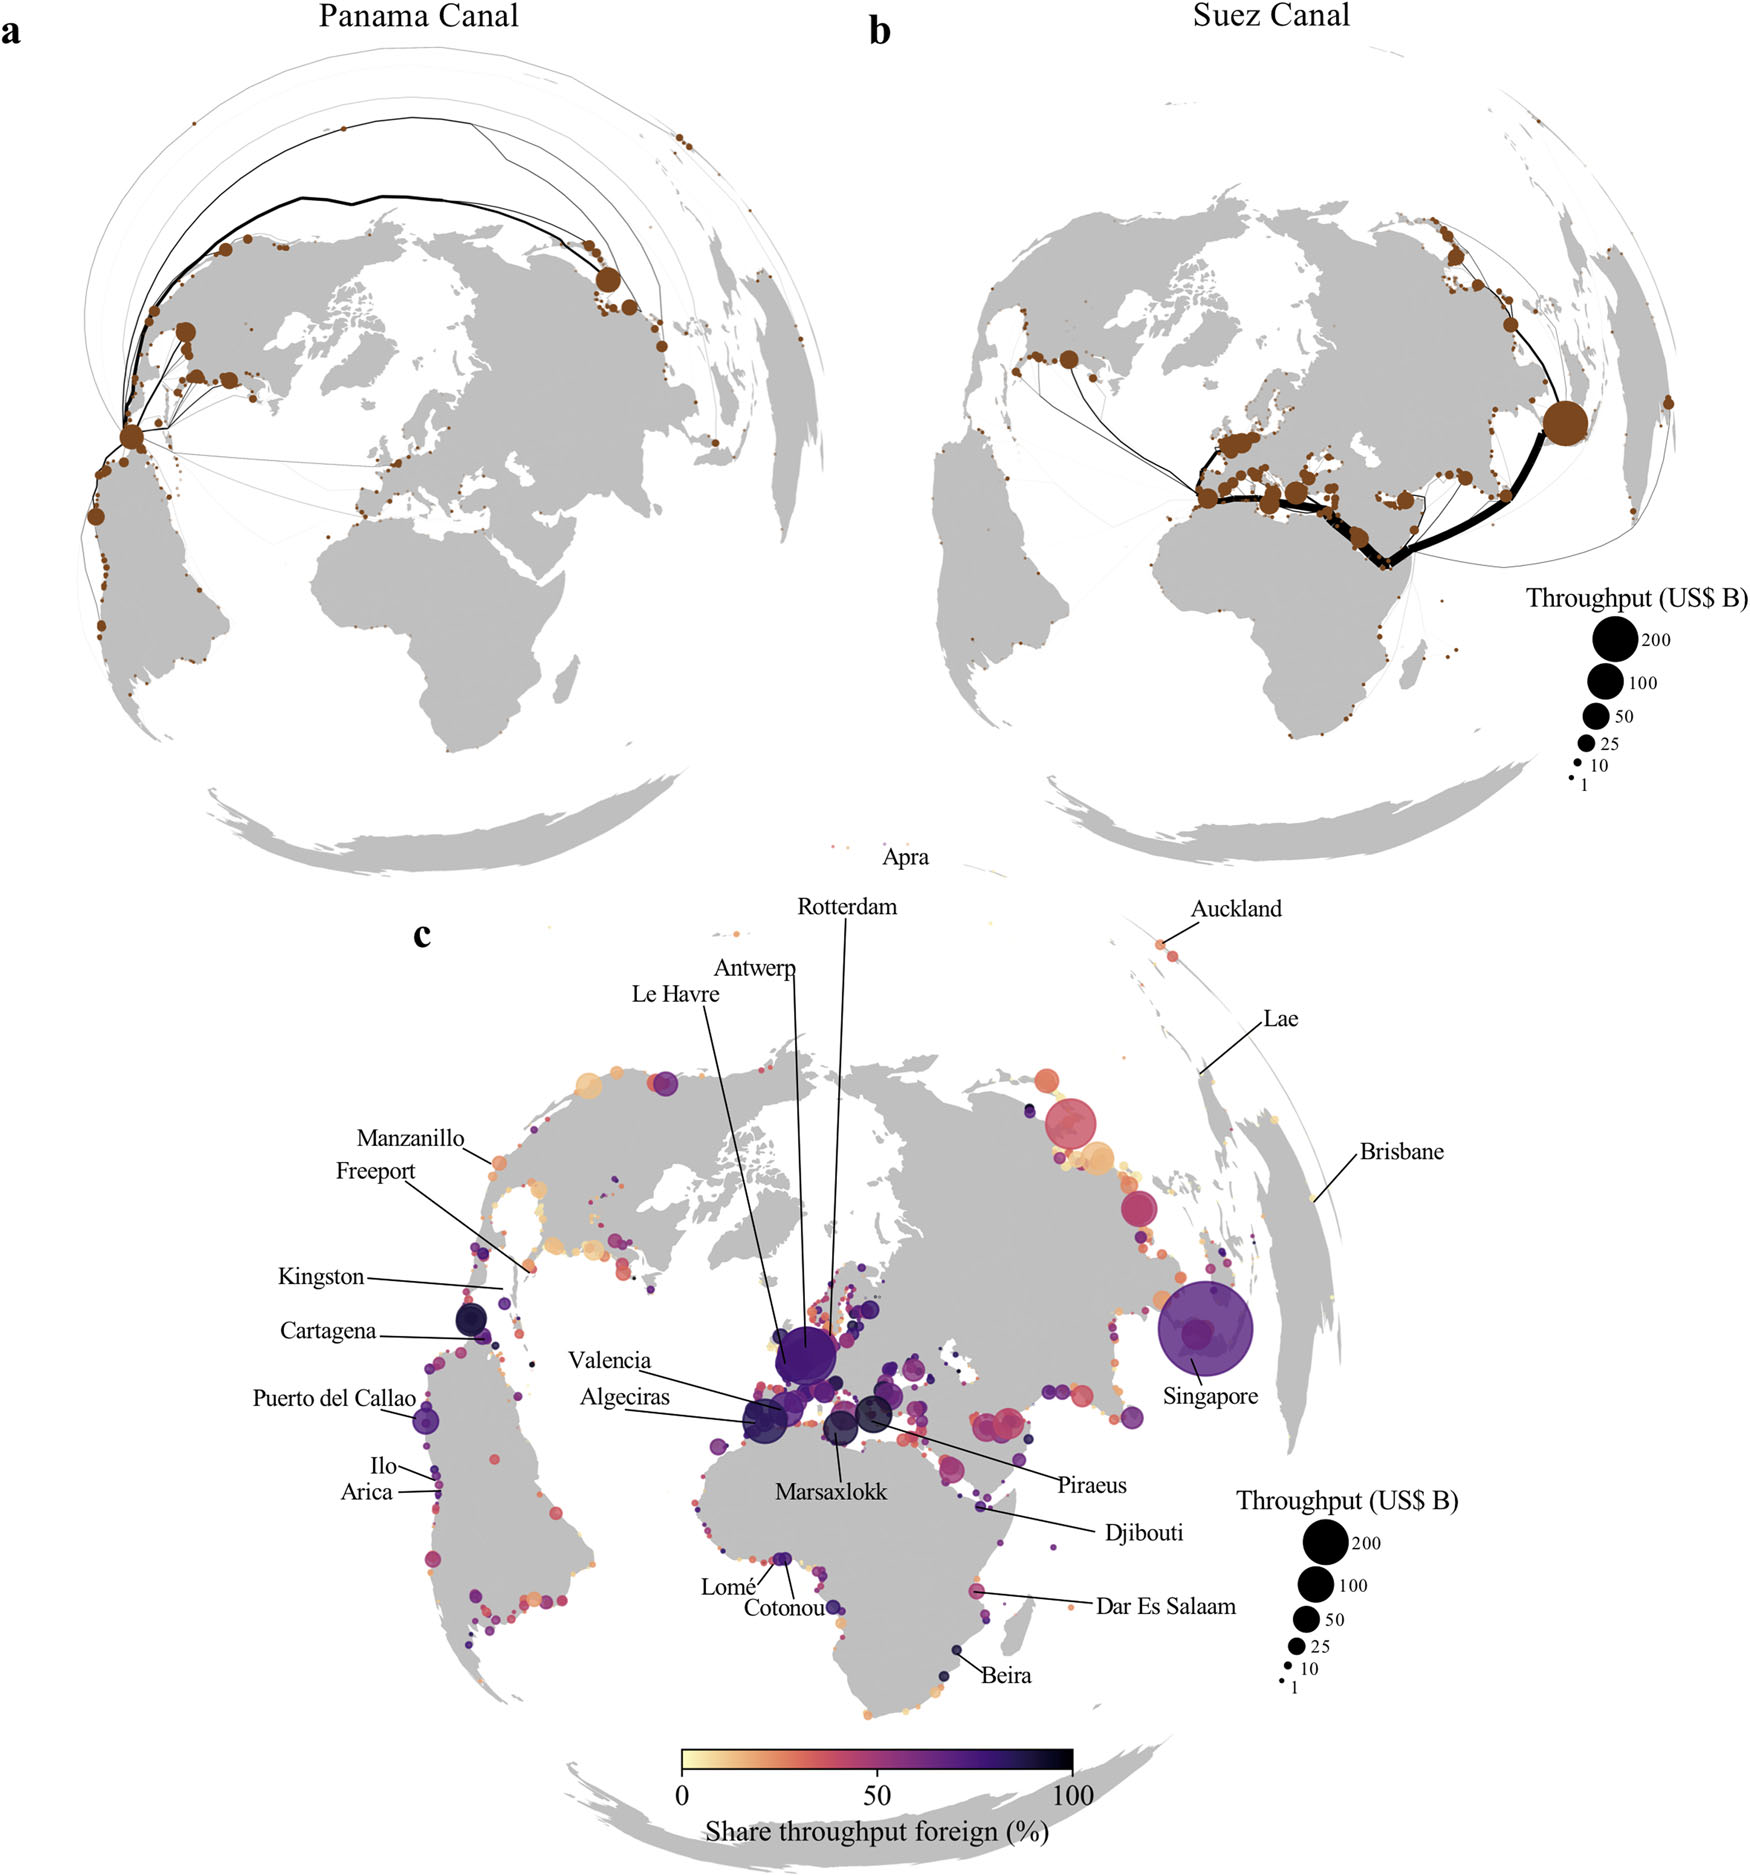 a
Panama Canal
b
Suez Canal
Throughput (US$ B)
200
100
50
25
10
1
c
Apra
Rotterdam
Auckland
Antwerp
Le Havre
Lae
Manzanillo
Freeport
Brisbane
Kingston
Cartagena
Valencia
Puerto del Callao
Algeciras
Singapore
Ilo
Arica
Marsaxlokk
Piraeus
Throughput (US$ B)
200
100
50
25
10
1
Djibouti
Lomé
Cotonou
Dar Es Salaam
Beira
0
50
100
Share throughput foreign (%)